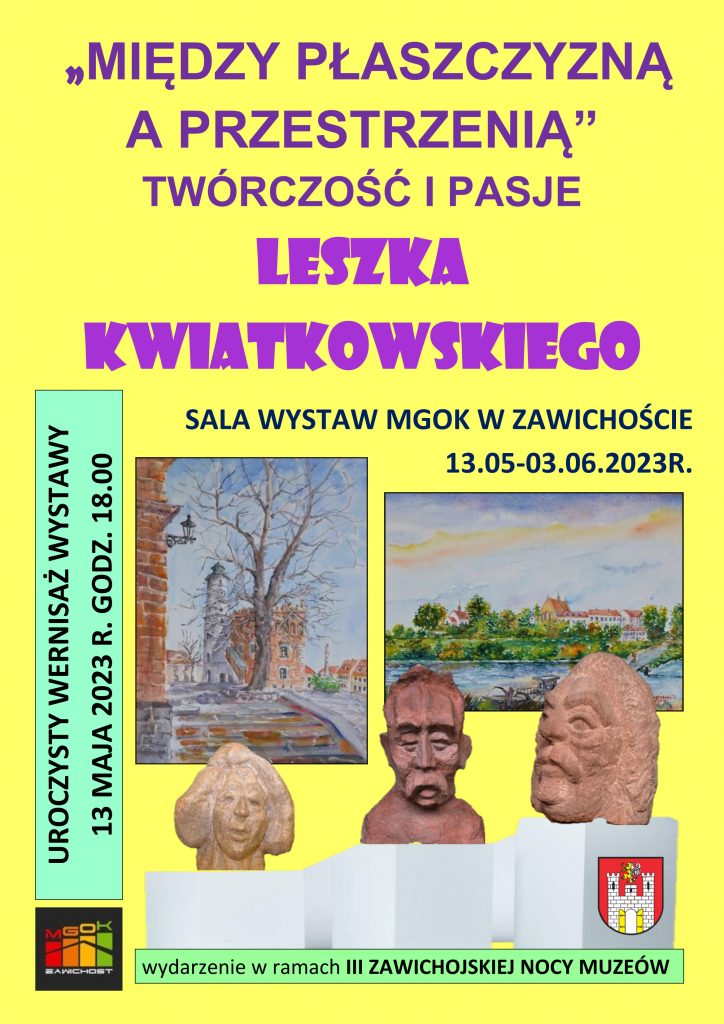 „MIĘDZY PŁASZCZYZNĄ
A PRZESTRZENIĄ”
TWÓRCZOŚĆ I PASJE
LESZKA
KWIATKOWSKIEGO
SALA WYSTAW MGOK W ZAWICHOŚCIE
13.05-03.06.2023R.
UROCZYSTY WERNISAŻ WYSTAWY
13 MAJA 2023 R. GODZ. 18.00
MGOK
ZAWICHOST
wydarzenie w ramach III ZAWICHOJSKIEJ NOCY MUZEÓW